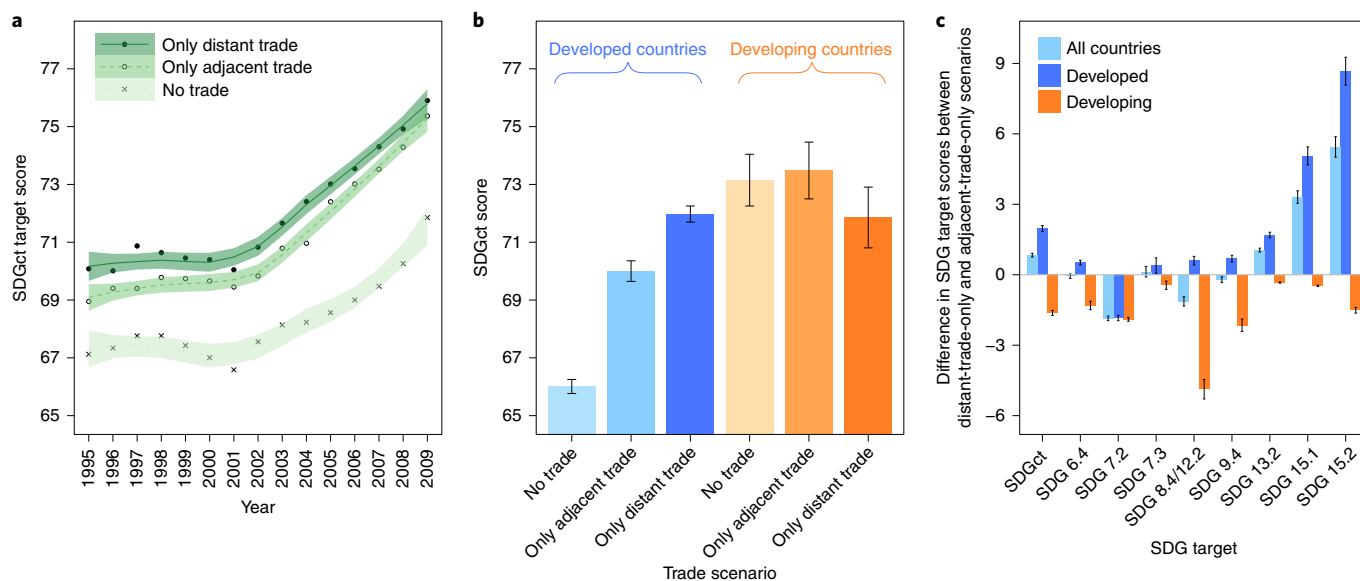 a
SDGct target score
77
75
73
71
69
67
65
Only distant trade
Only adjacent trade
No trade
1995
1996
1997
1998
1999
2000
2001
2002
2003
2004
2005
2006
2007
2008
2009
Year
b
SDGct score
77
75
73
71
69
67
65
Developed countries
Developing countries
No trade
Only adjacent trade
Only distant trade
No trade
Only adjacent trade
Only distant trade
Trade scenario
c
Difference in SDG target scores between
distant-trade-only and adjacent-trade-only scenarios
9
6
3
0
–3
–6
All countries
Developed
Developing
SDGct
SDG 6.4
SDG 7.2
SDG 7.3
SDG 8.4/12.2
SDG 9.4
SDG 13.2
SDG 15.1
SDG 15.2
SDG target